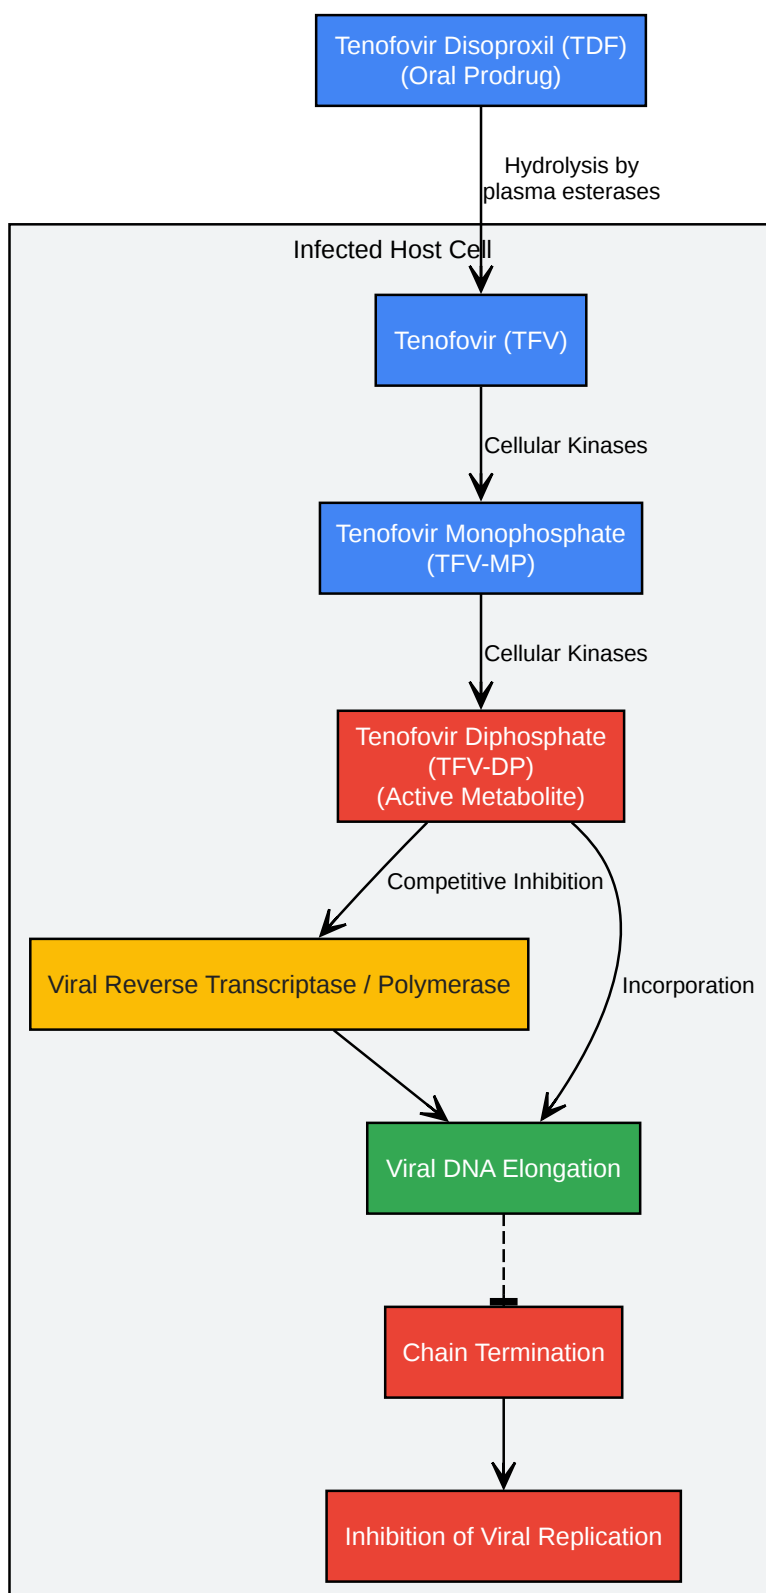 Tenofovir Disoproxil (TDF)
(Oral Prodrug)
Hydrolysis by
plasma esterases
Infected Host Cell
Tenofovir (TFV)
Cellular Kinases
Tenofovir Monophosphate
(TFV-MP)
Cellular Kinases
Tenofovir Diphosphate
(TFV-DP)
(Active Metabolite)
Competitive Inhibition
Viral Reverse Transcriptase / Polymerase
Incorporation
Viral DNA Elongation
Chain Termination
Inhibition of Viral Replication